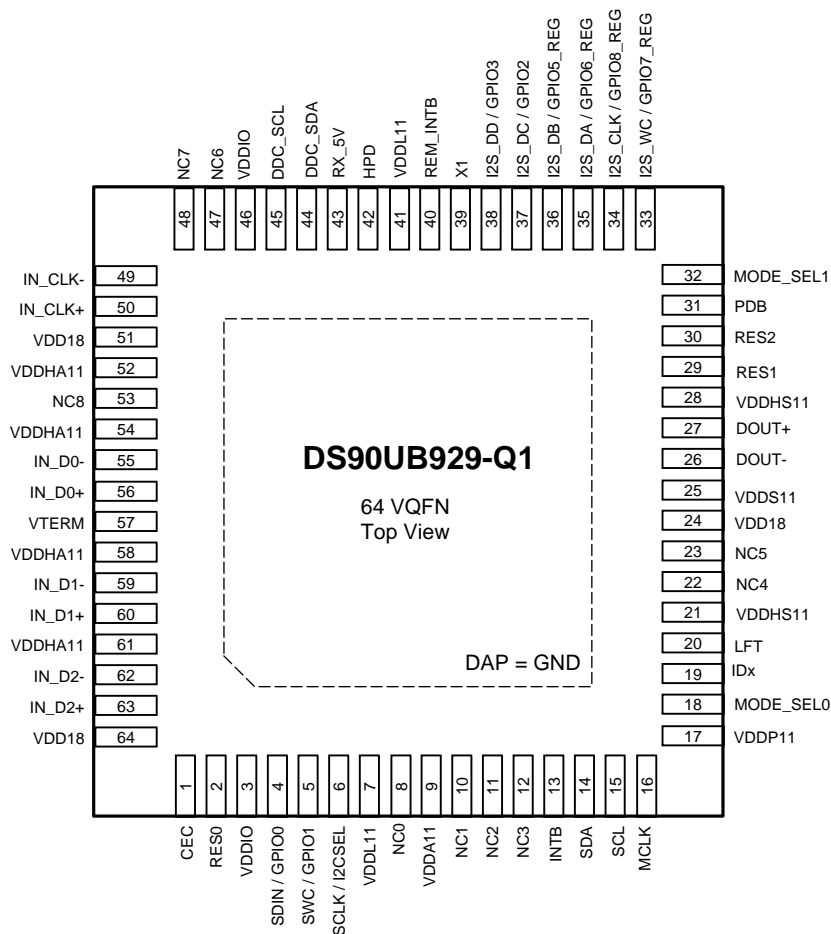 NC7
NC6
VDDIO
DDC_SCL
DDC_SDA
RX_5V
HPD
VDDL11
REM_INTB
X1
I2S_DD / GPIO3
I2S_DC / GPIO2
I2S_DB / GPIO5_REG
I2S_DA / GPIO6_REG
I2S_CLK / GPIO8_REG
I2S_WC / GPIO7_REG
48
47
46
45
44
43
42
41
40
39
38
37
36
35
34
33
IN_CLK- 49
IN_CLK+ 50
VDD18 51
VDDHA11 52
NC8 53
VDDHA11 54
IN_D0- 55
IN_D0+ 56
VTERM 57
VDDHA11 58
IN_D1- 59
IN_D1+ 60
VDDHA11 61
IN_D2- 62
IN_D2+ 63
VDD18 64
DS90UB929-Q1
64 VQFN
Top View
DAP = GND
32 MODE_SEL1
31 PDB
30 RES2
29 RES1
28 VDDHS11
27 DOUT+
26 DOUT-
25 VDDS11
24 VDD18
23 NC5
22 NC4
21 VDDHS11
20 LFT
19 IDx
18 MODE_SEL0
17 VDDP11
1
2
3
4
5
6
7
8
9
10
11
12
13
14
15
16
CEC
RES0
VDDIO
SDIN / GPIO0
SWC / GPIO1
SCLK / I2CSEL
VDDL11
NC0
VDDA11
NC1
NC2
NC3
INTB
SDA
SCL
MCLK